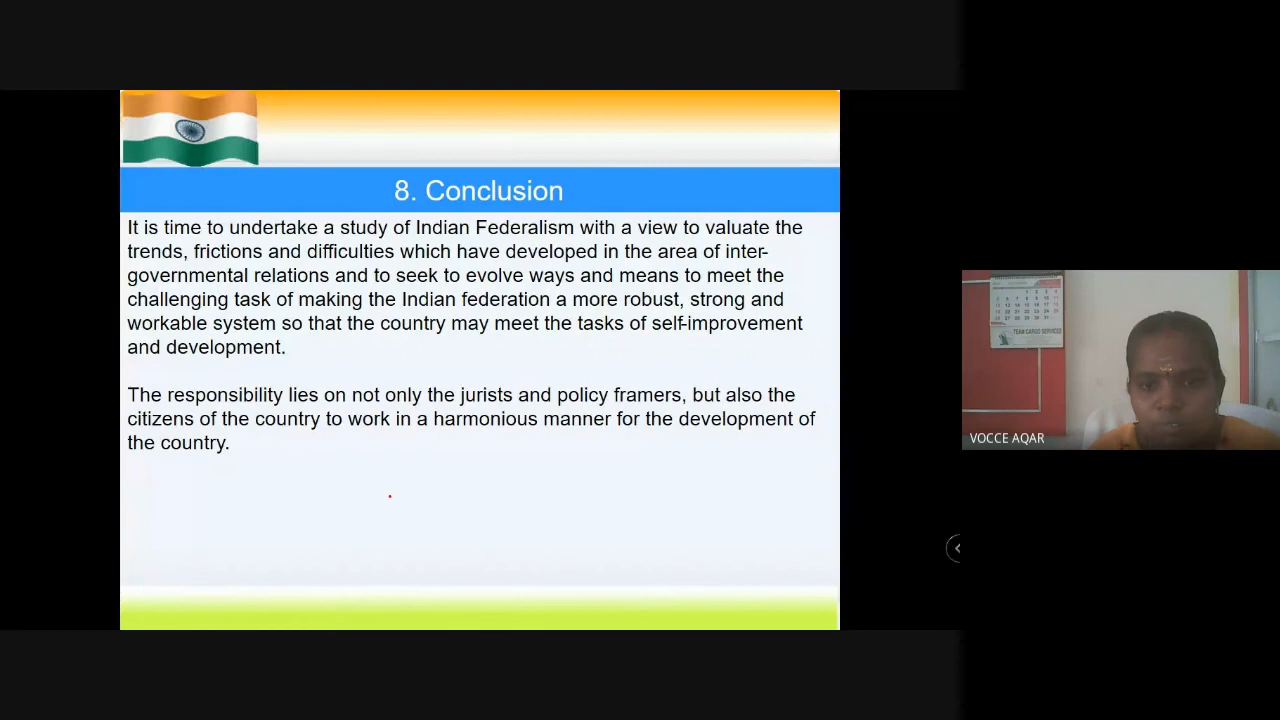 8. Conclusion
It is time to undertake a study of Indian Federalism with a view to valuate the
trends, frictions and difficulties which have developed in the area of inter-
governmental relations and to seek to evolve ways and means to meet the
challenging task of making the Indian federation a more robust, strong and
workable system so that the country may meet the tasks of self-improvement
and development.
The responsibility lies on not only the jurists and policy framers, but also the
citizens of the country to work in a harmonious manner for the development of
the country.
TEAM CARGO SERVICES
VOCCE AQAR